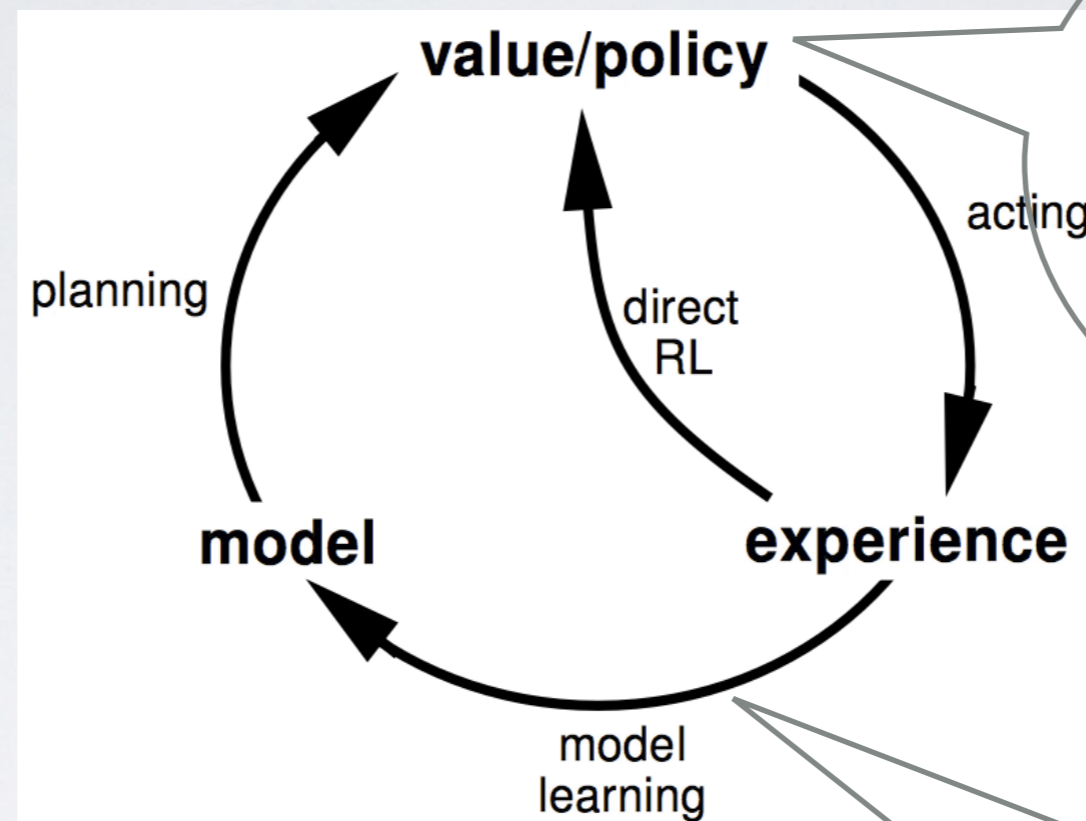 value/policy
acting
planning
direct
RL
model
experience
model
learning